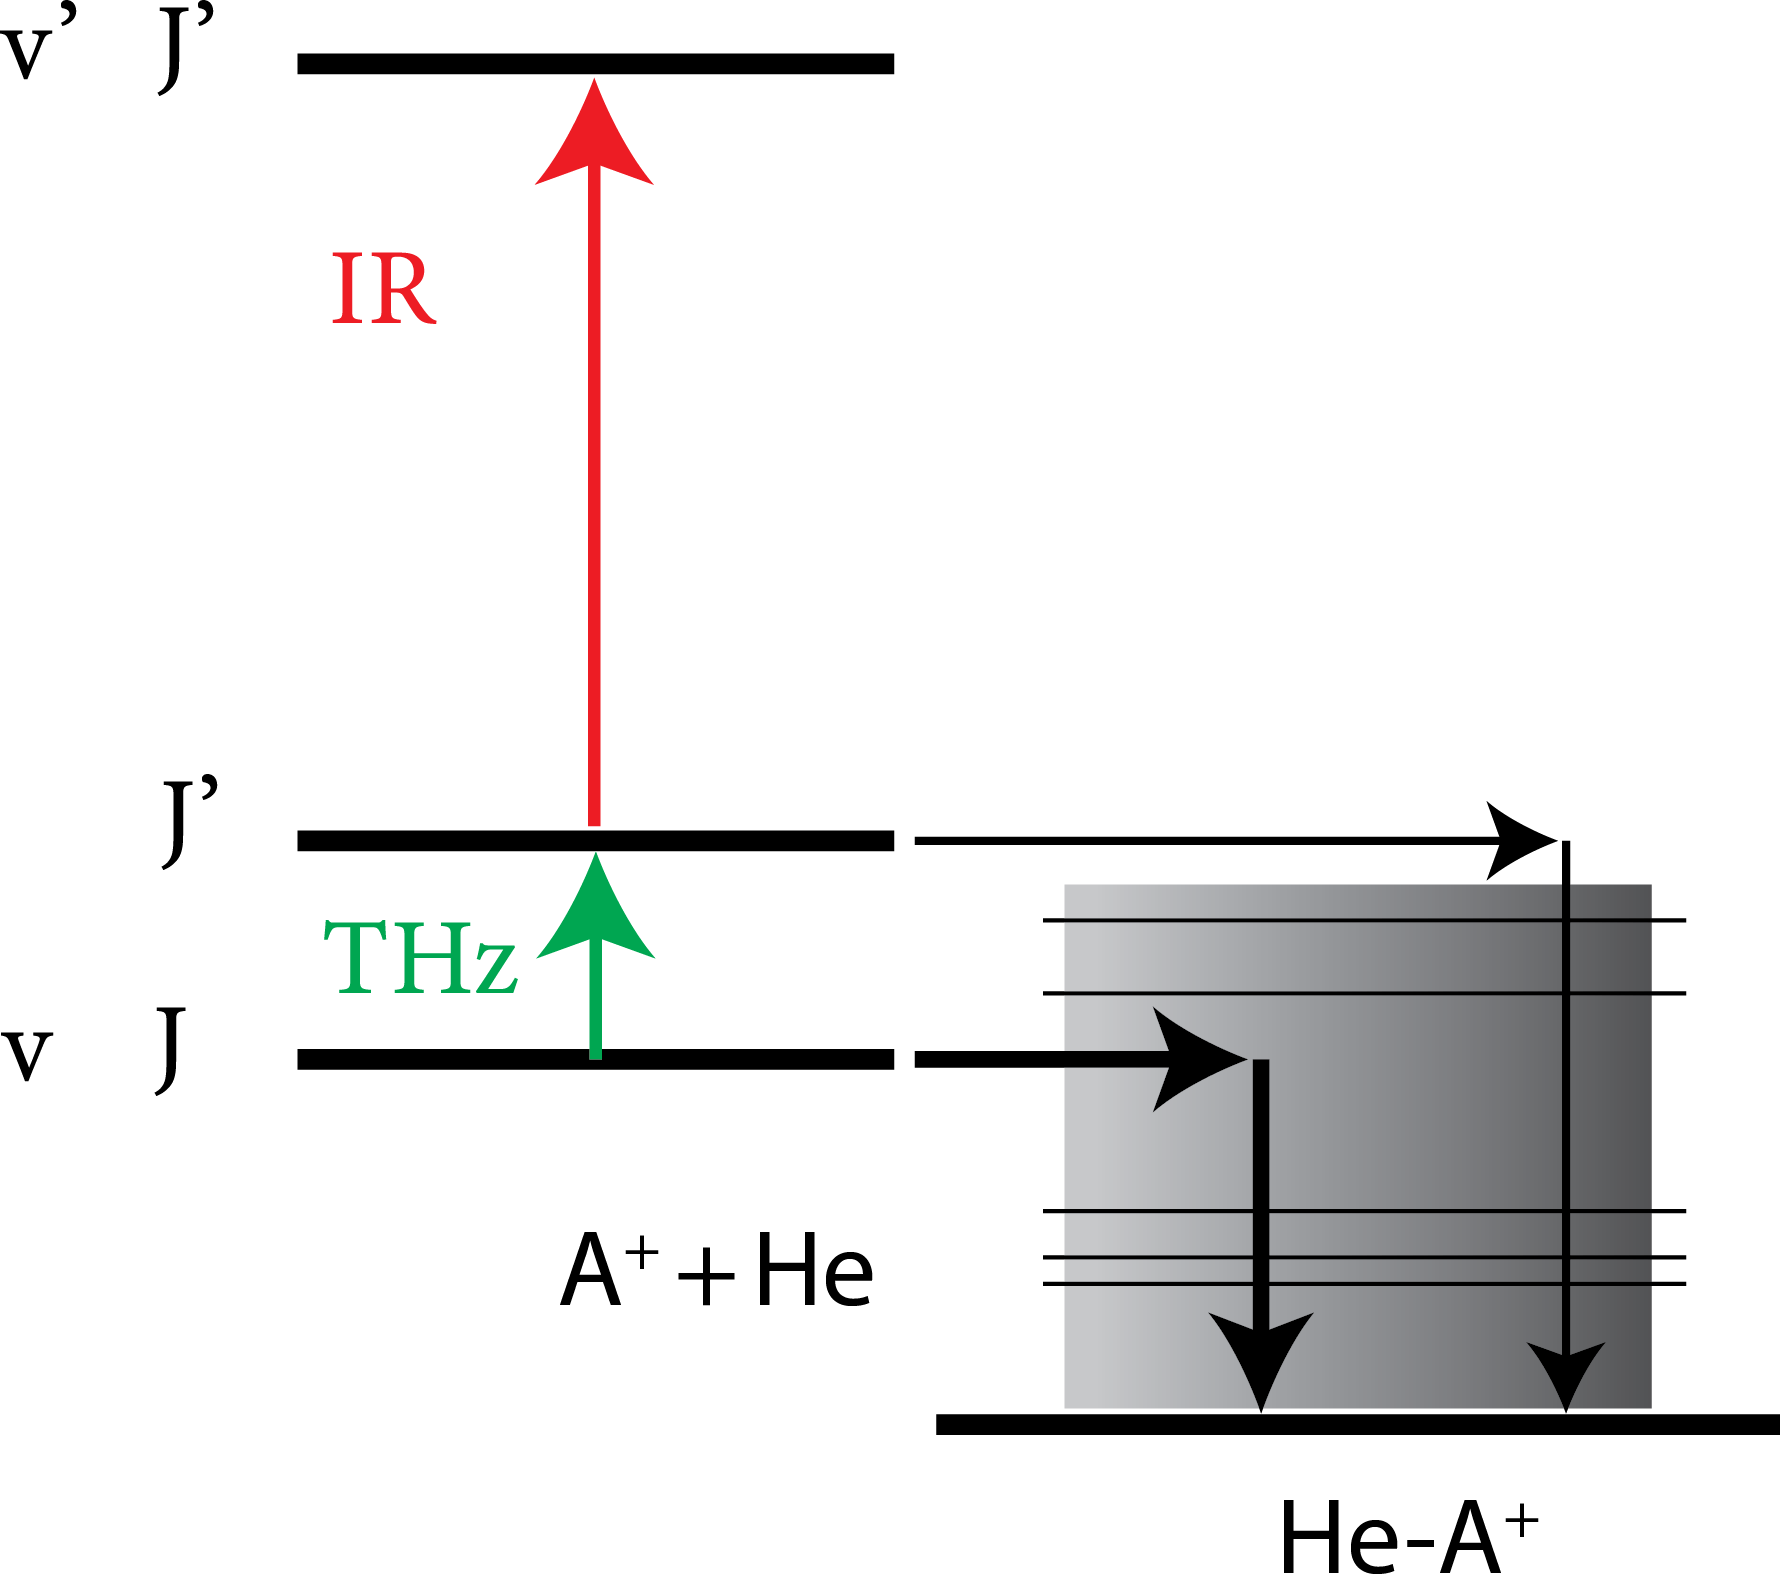 v’ J’
IR
J’
THz
v J
A⁺ + He
He-A⁺